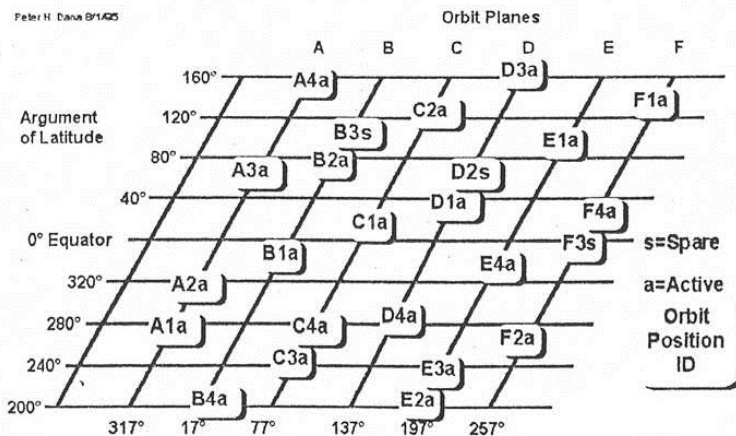 Peter H. Dana 8/1/95
Orbit Planes
A B C D E F
160° A4a D3a
Argument of Latitude
120° C2a F1a
B3s E1a
80° B2a
A3a D2s
40° D1a
C1a F4a
0° Equator F3s s=Spare
B1a E4a
320° A2a a=Active
280° A1a C4a D4a
Orbit Position ID
F2a
240° C3a E3a
200° B4a E2a
317° 17° 77° 137° 197° 257°